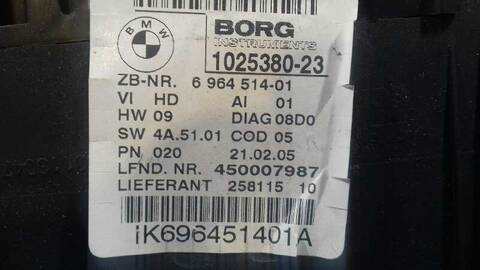 BMW
BORG
INSTRUMENTS
1025380-23
ZB-NR. 6 964 514-01
VI HD AI 01
HW 09 DIAG 08D0
SW 4A.51.01 COD 05
PN 020 21.02.05
LFND. NR. 450007987
LIEFERANT 258115 10
iK696451401A